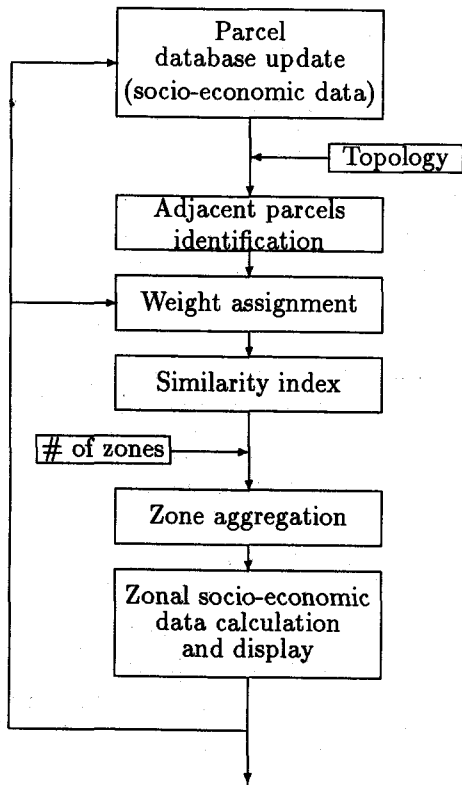 Parcel
database update
(socio-economic data)
Topology
Adjacent parcels
identification
Weight assignment
Similarity index
# of zones
Zone aggregation
Zonal socio-economic
data calculation
and display